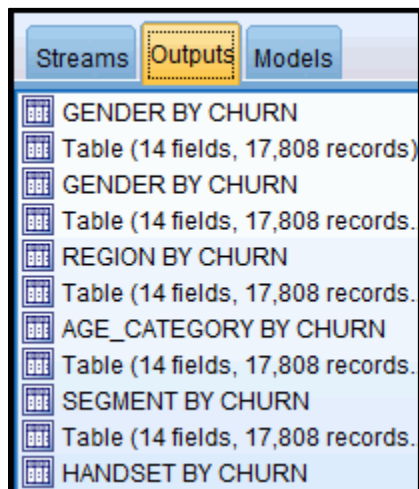 Streams Outputs Models
GENDER BY CHURN
Table (14 fields, 17,808 records)
GENDER BY CHURN
Table (14 fields, 17,808 records..
REGION BY CHURN
Table (14 fields, 17,808 records..
AGE_CATEGORY BY CHURN
Table (14 fields, 17,808 records..
SEGMENT BY CHURN
Table (14 fields, 17,808 records..
HANDSET BY CHURN